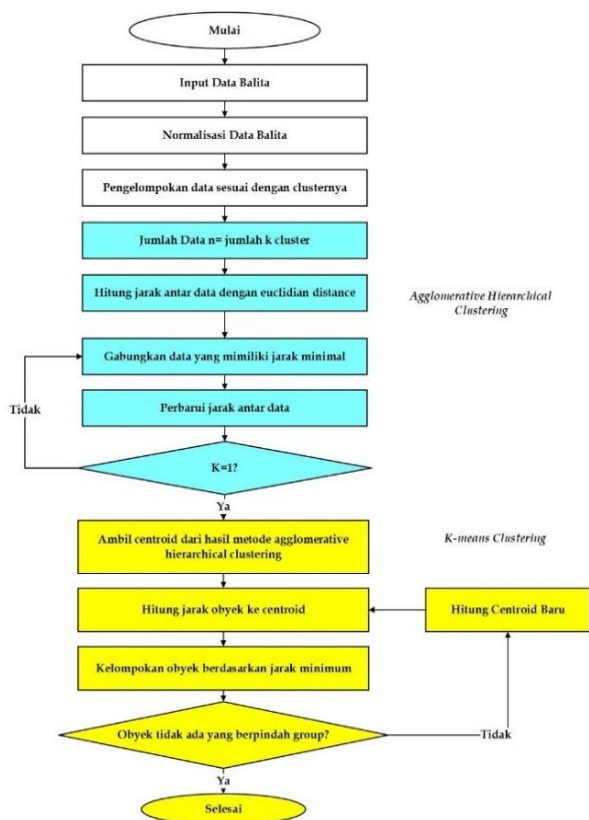 Mulai
Input Data Balita
Normalisasi Data Balita
Pengelompokan data sesuai dengan clusternya
Jumlah Data n= jumlah k cluster
Hitung jarak antar data dengan euclidian distance
Agglomerative Hierarchical
Clustering
Gabungkan data yang mimiliki jarak minimal
Tidak
Perbarui jarak antar data
K=1?
Ya
Ambil centroid dari hasil metode agglomerative
hierarchical clustering
K-means Clustering
Hitung jarak obyek ke centroid
Hitung Centroid Baru
Kelompokan obyek berdasarkan jarak minimum
Obyek tidak ada yang berpindah group?
Tidak
Ya
Selesai